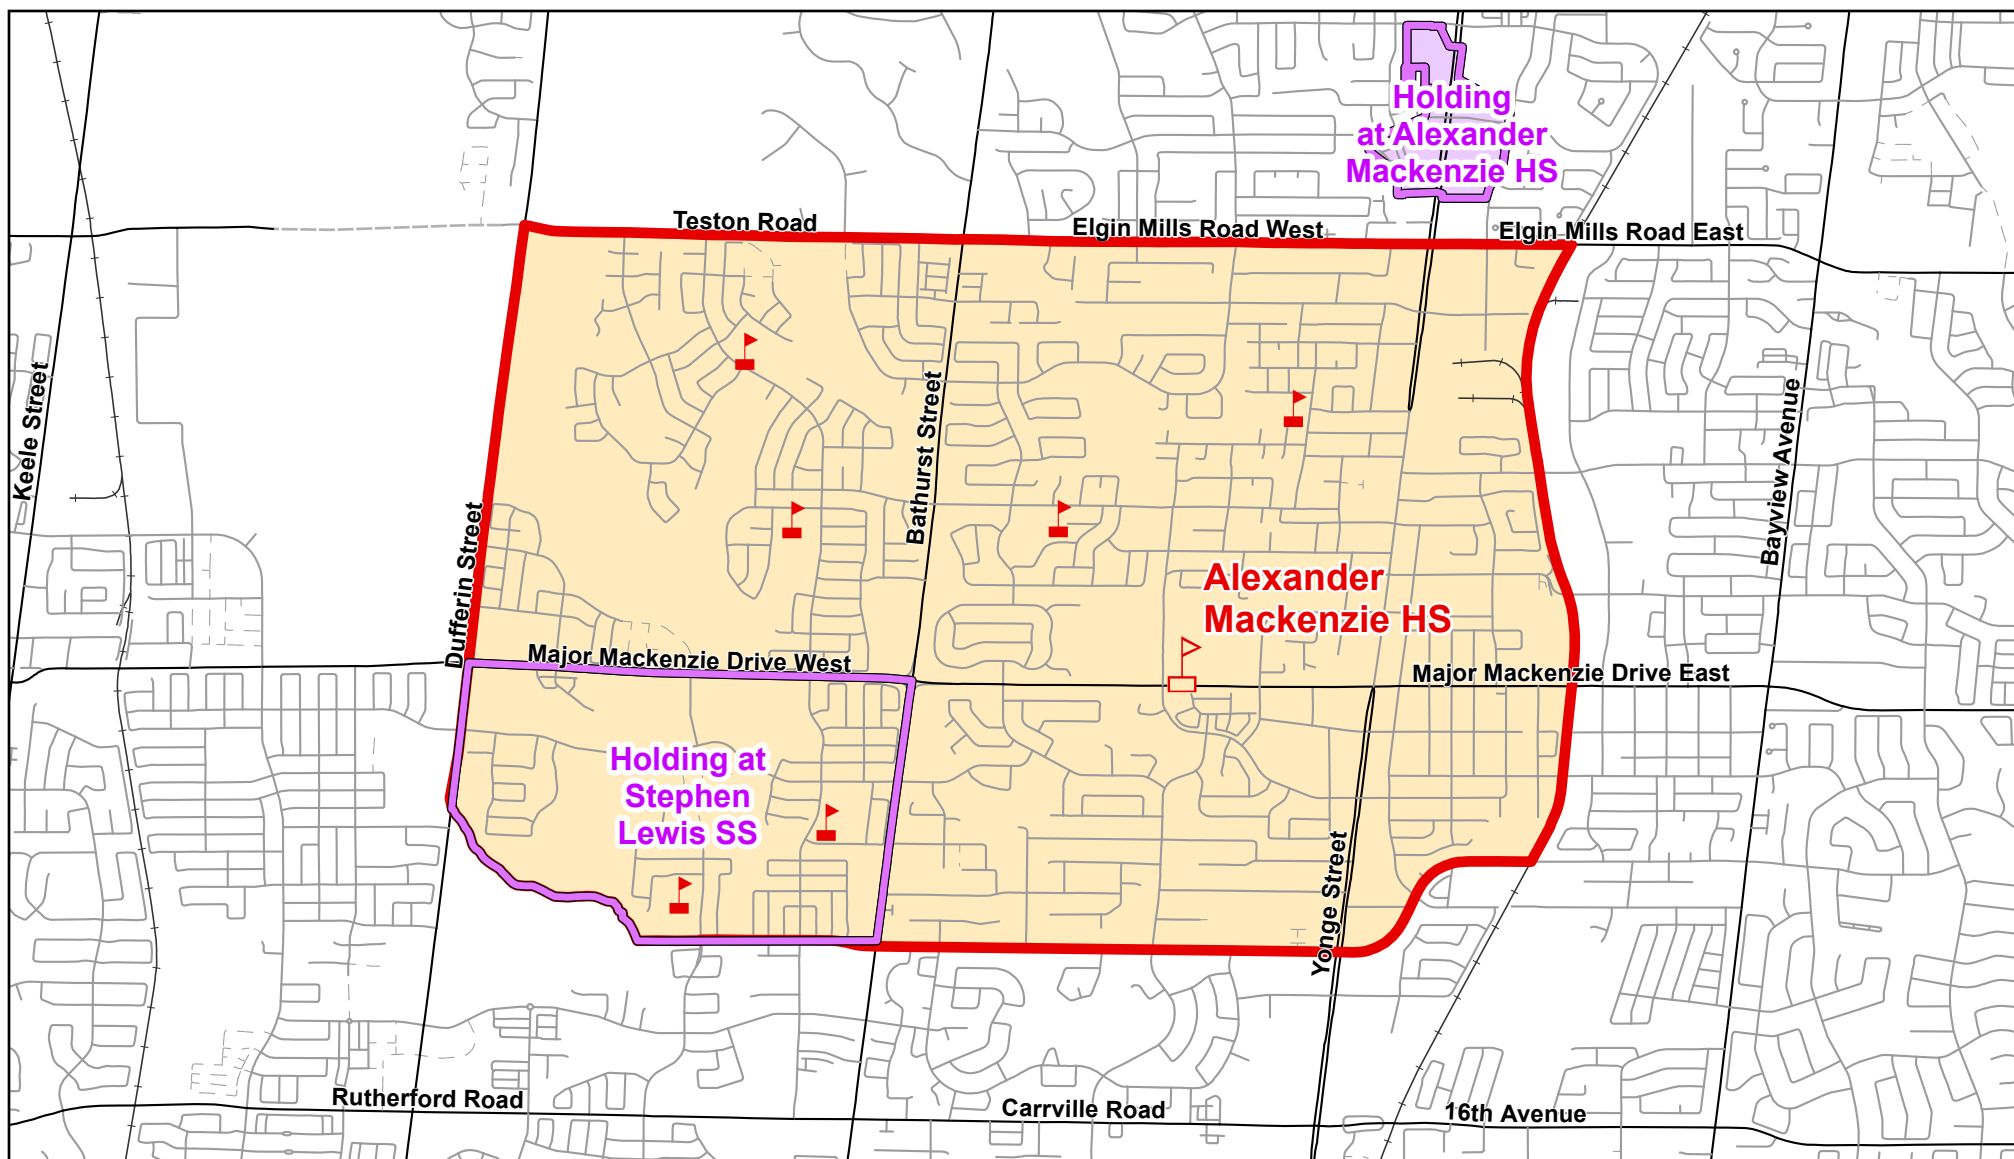 Holding
at Alexander
Mackenzie HS
Teston Road
Elgin Mills Road West
Elgin Mills Road East
Keele Street
Dufferin Street
Bathurst Street
Bayview Avenue
Alexander
Mackenzie HS
Major Mackenzie Drive West
Major Mackenzie Drive East
Holding at
Stephen
Lewis SS
Yonge Street
Rutherford Road
Carrville Road
16th Avenue